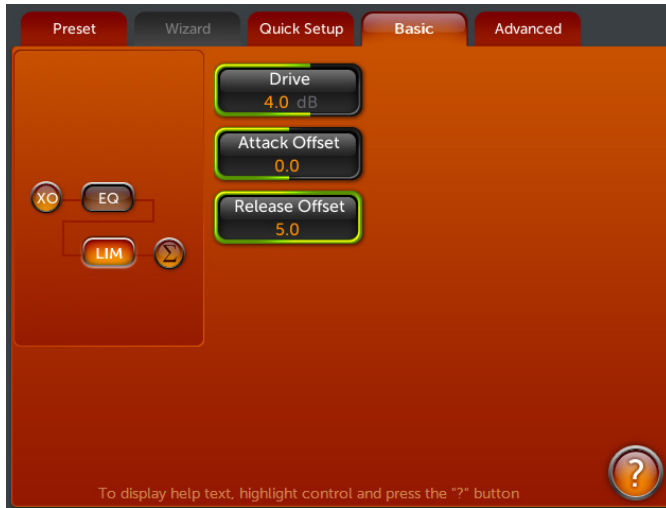 Preset
Wizard
Quick Setup
Basic
Advanced
Drive
4.0 dB
Attack Offset
0.0
Release Offset
5.0
XO
EQ
LIM
Σ
?
To display help text, highlight control and press the "?" button